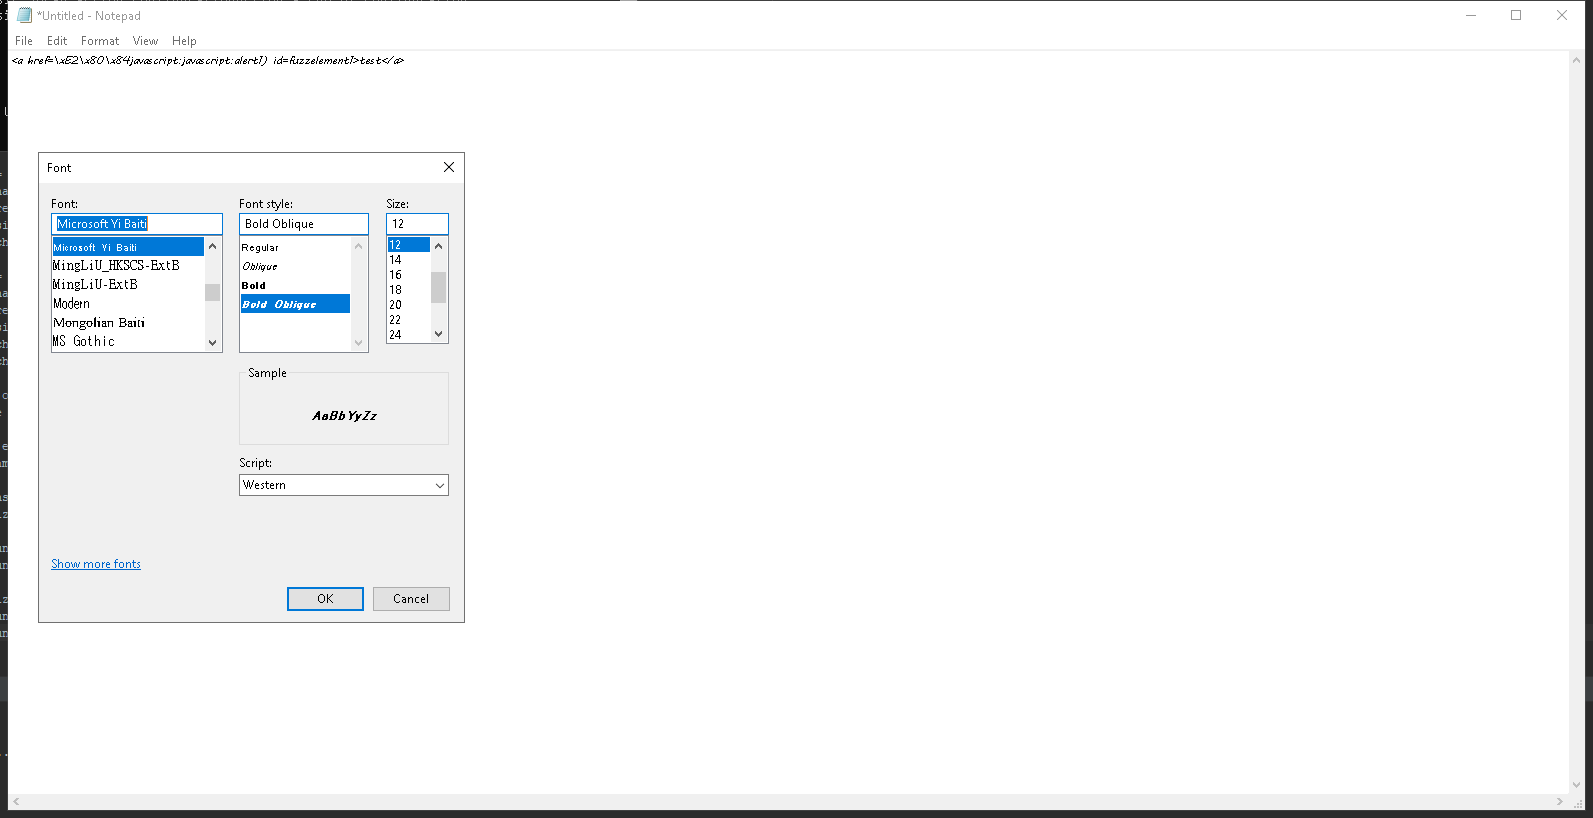 *Untitled - Notepad
File Edit Format View Help
<a href=\xE2\x80\x84javascript:javascript:alert1) id=fuzzelement1>test</a>
Font
Font: Font style: Size:
Microsoft Yi Baiti Bold Oblique 12
Microsoft Yi Baiti Regular 12
MingLiU_HKSCS-ExtB Oblique 14
MingLiU-ExtB Bold 16
Modern Bold Oblique 18
Mongolian Baiti 20
MS Gothic 22
24
Sample
AaBbYyZz
Script:
Western
Show more fonts
OK Cancel